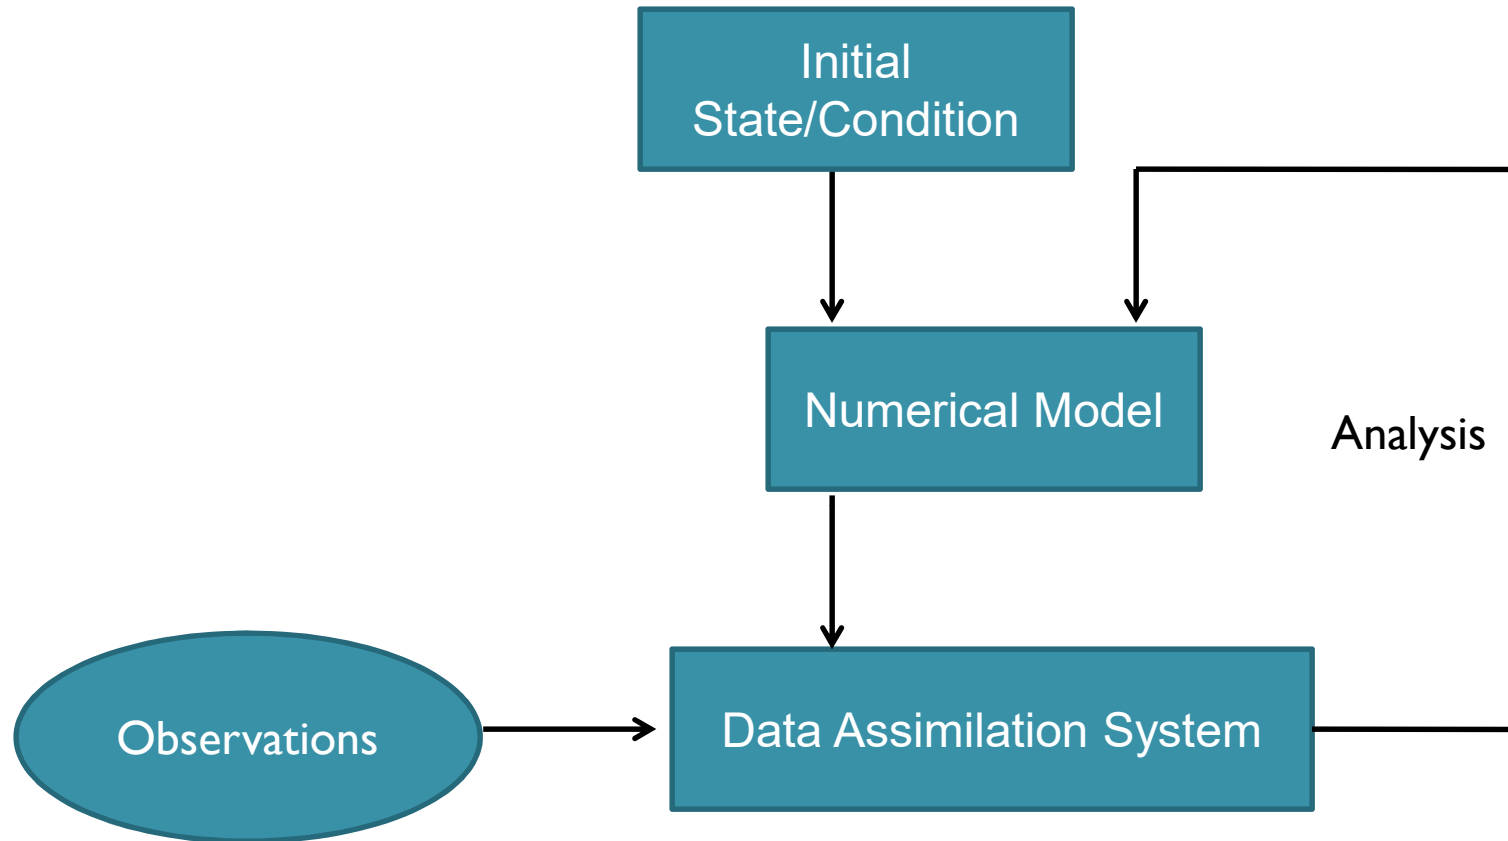 Initial
State/Condition
Numerical Model
Analysis
Observations
Data Assimilation System